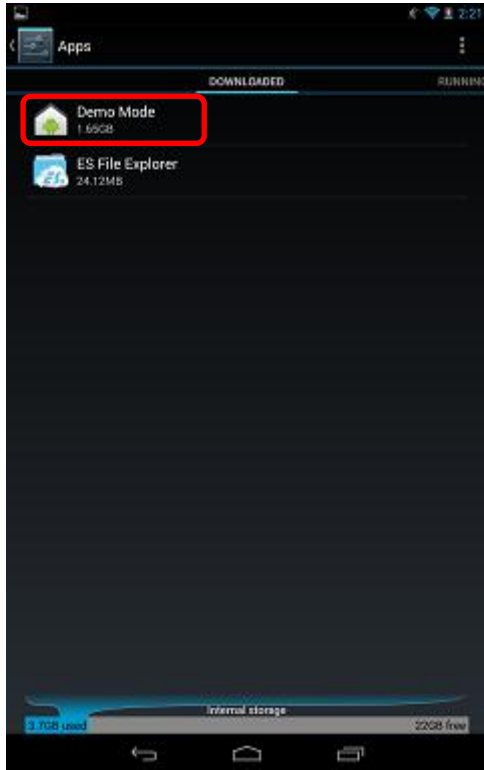 2:21
Apps
DOWNLOADED
RUNNING
Demo Mode
1.65GB
ES File Explorer
24.12MB
Internal storage
3.7GB used
22GB free